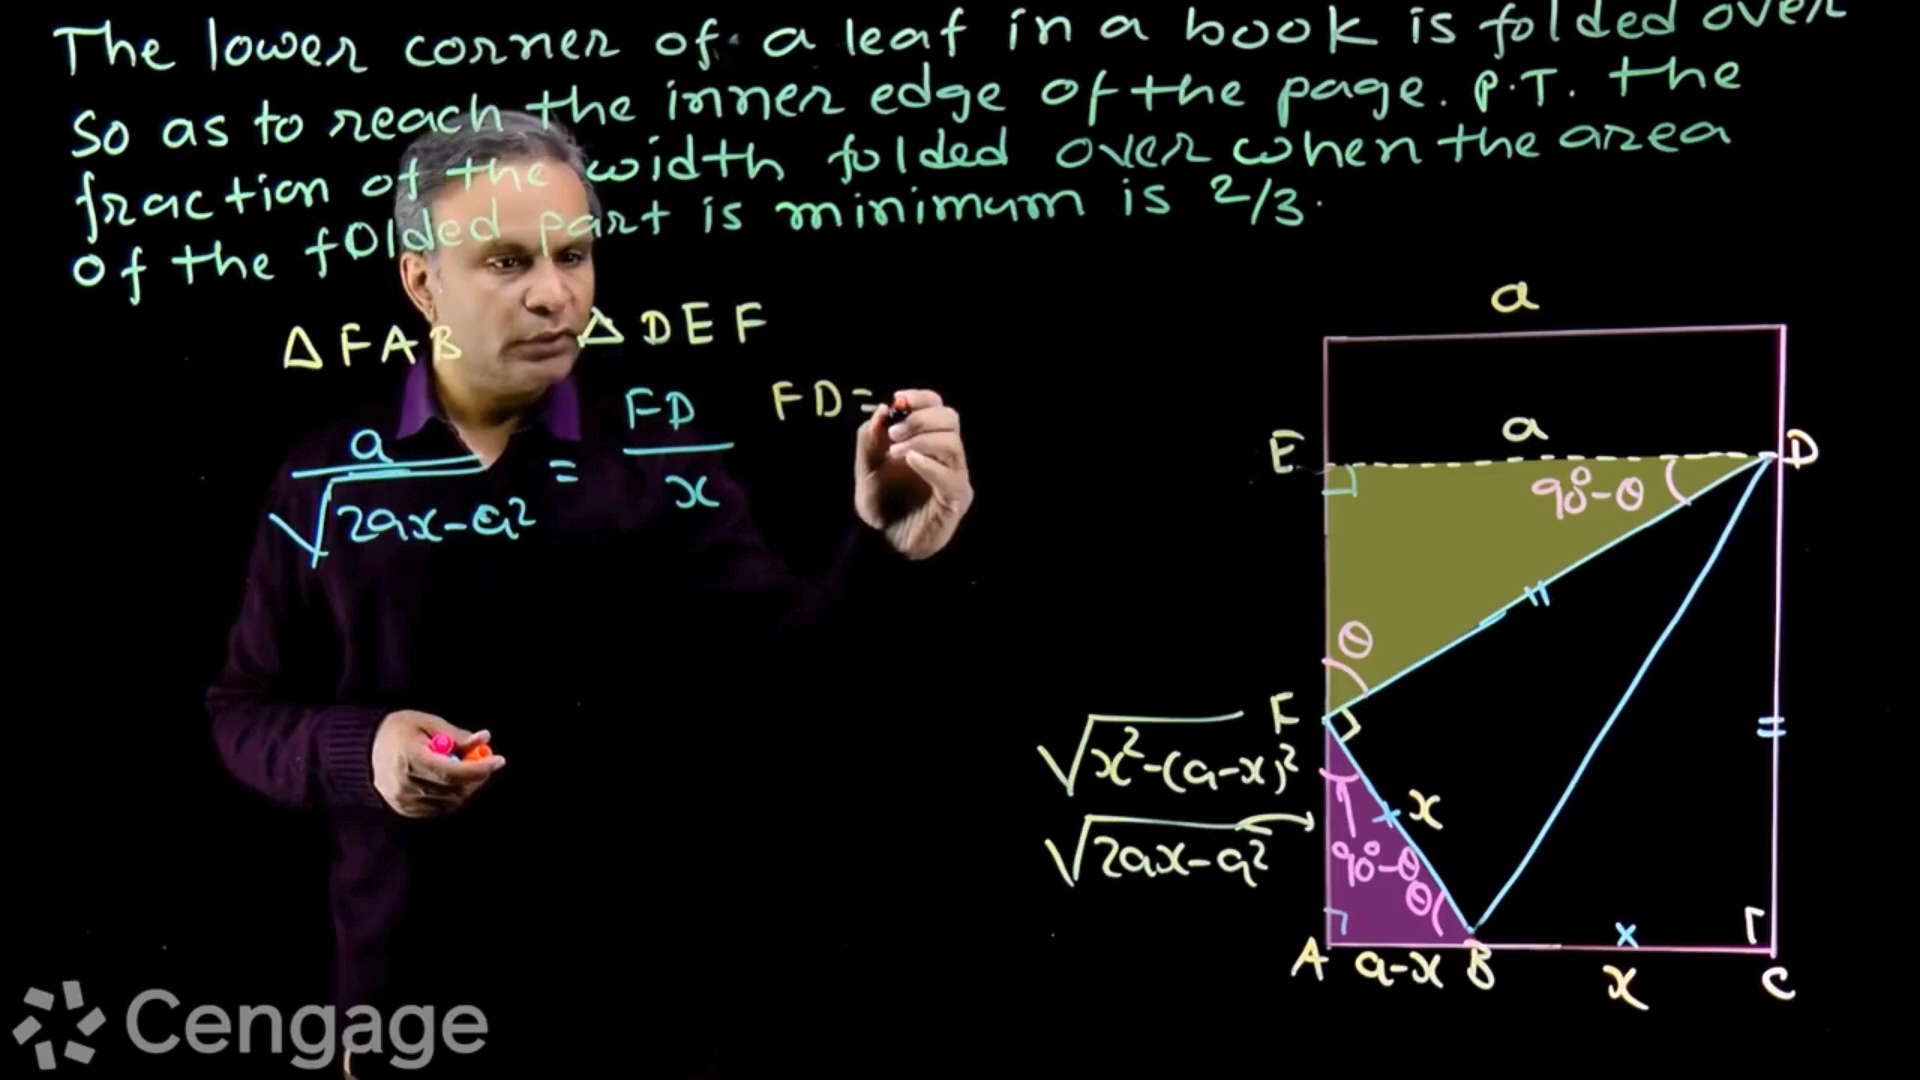 The lower corner of a leaf in a book is folded over
so as to reach the inner edge of the page. P.T. the
fraction of the width folded over when the area
of the folded part is minimum is 2/3.
△FAB △DEF
a/√(2ax-a²) = FD/x FD=
a
E a D
90°-θ
θ
F
√(x²-(a-x)²
x
√(2ax-a²)
90°-θ
θ
A a-x B x C
Cengage